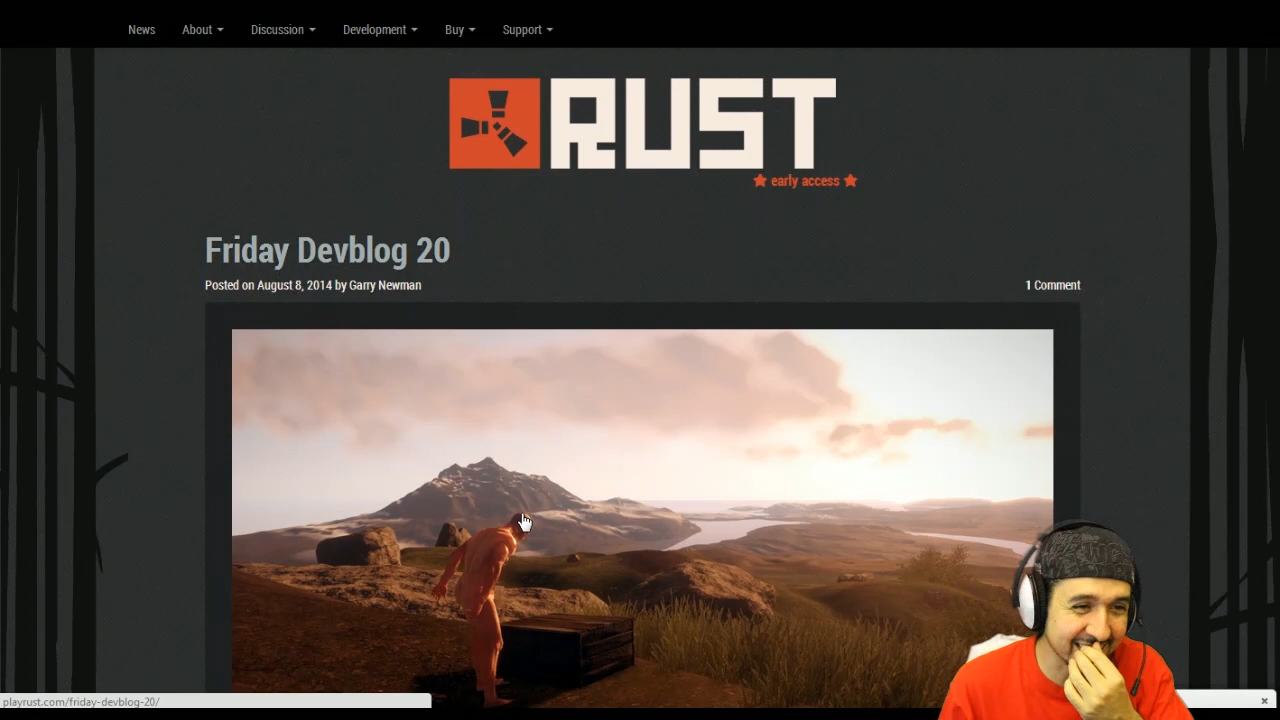 News About Discussion Development Buy Support
RUST
early access
Friday Devblog 20
Posted on August 8, 2014 by Garry Newman 1 Comment
playrust.com/friday-devblog-20/